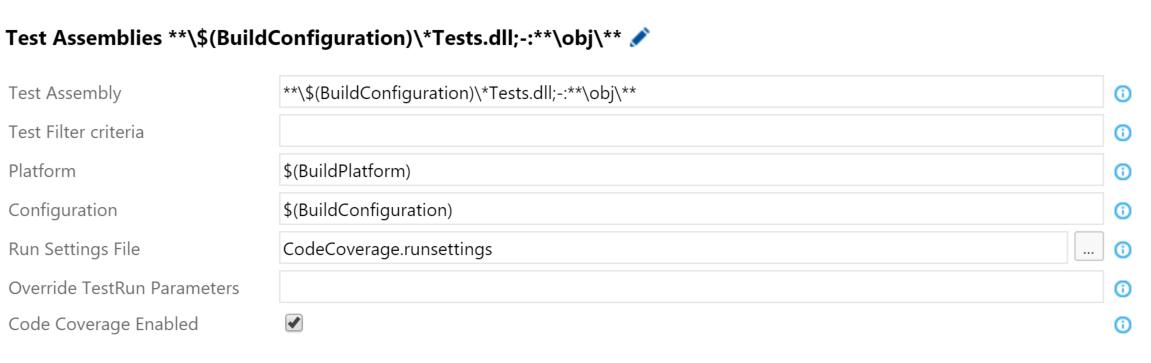 Test Assemblies **\$(BuildConfiguration)\*Tests.dll;-:**\obj\**
Test Assembly **\$(BuildConfiguration)\*Tests.dll;-:**\obj\**
Test Filter criteria
Platform $(BuildPlatform)
Configuration $(BuildConfiguration)
Run Settings File CodeCoverage.runsettings ...
Override TestRun Parameters
Code Coverage Enabled